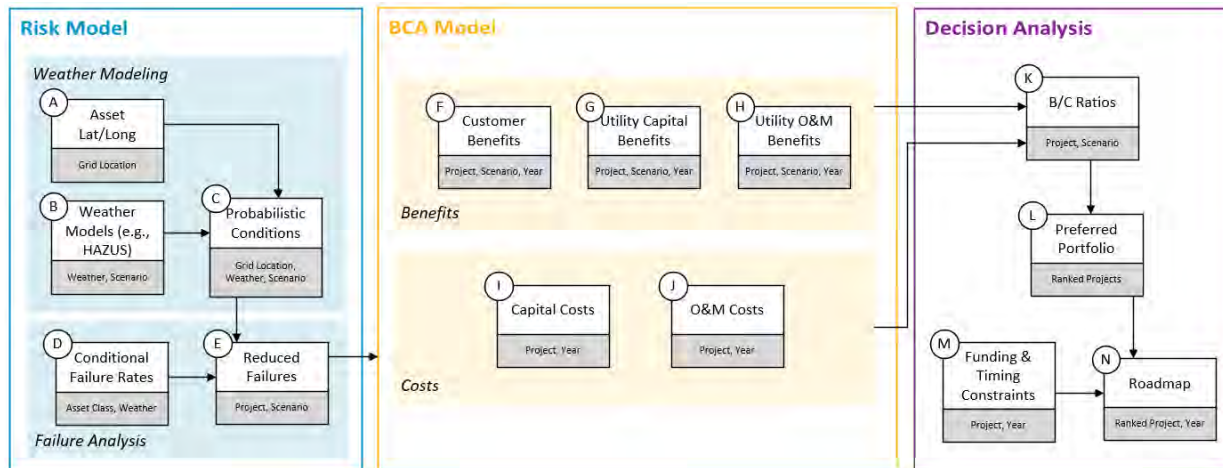 Risk Model
Weather Modeling
A
Asset
Lat/Long
Grid Location
B
Weather
Models (e.g.,
HAZUS)
Weather, Scenario
C
Probabilistic
Conditions
Grid Location,
Weather, Scenario
D
Conditional
Failure Rates
Asset Class, Weather
E
Reduced
Failures
Project, Scenario
Failure Analysis
BCA Model
F
Customer
Benefits
Project, Scenario, Year
G
Utility Capital
Benefits
Project, Scenario, Year
H
Utility O&M
Benefits
Project, Scenario, Year
Benefits
I
Capital Costs
Project, Year
J
O&M Costs
Project, Year
Costs
Decision Analysis
K
B/C Ratios
Project, Scenario
L
Preferred
Portfolio
Ranked Projects
M
Funding &
Timing
Constraints
Project, Year
N
Roadmap
Ranked Project, Year